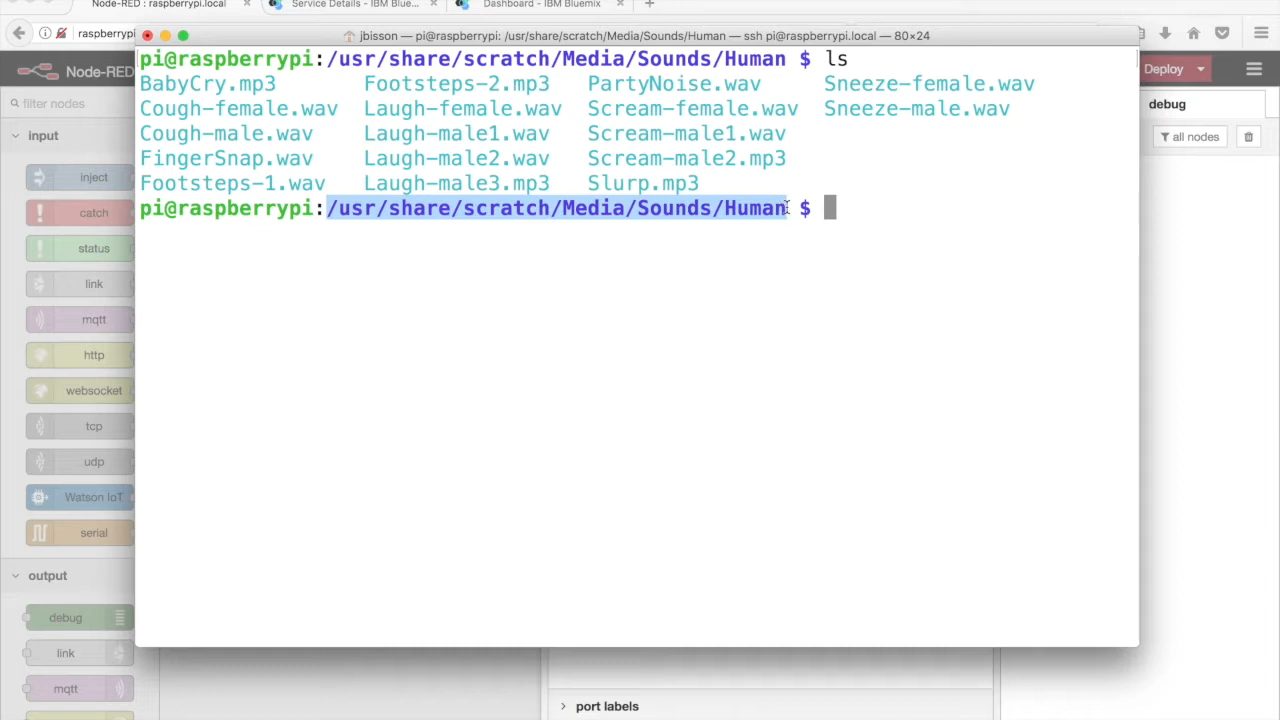 Node-RED : raspberrypi.local
Service Details - IBM Blue...
Dashboard - IBM Bluemix
raspberrypi
jbisson — pi@raspberrypi: /usr/share/scratch/Media/Sounds/Human — ssh pi@raspberrypi.local — 80×24
Node-RED
Deploy
filter nodes
debug
all nodes
input
inject
catch
status
link
mqtt
http
websocket
tcp
udp
Watson IoT
serial
output
debug
link
mqtt
pi@raspberrypi:/usr/share/scratch/Media/Sounds/Human $ ls
BabyCry.mp3 Footsteps-2.mp3 PartyNoise.wav Sneeze-female.wav
Cough-female.wav Laugh-female.wav Scream-female.wav Sneeze-male.wav
Cough-male.wav Laugh-male1.wav Scream-male1.wav
FingerSnap.wav Laugh-male2.wav Scream-male2.mp3
Footsteps-1.wav Laugh-male3.mp3 Slurp.mp3
pi@raspberrypi:/usr/share/scratch/Media/Sounds/Human $
port labels